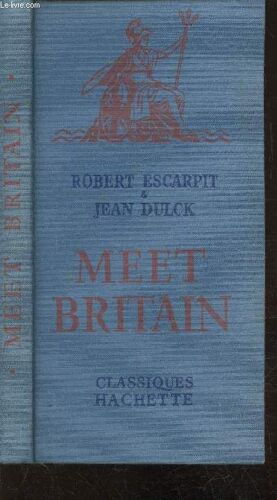 Le-livre.com
ROBERT ESCARPIT
&
JEAN DULCK
MEET
BRITAIN
CLASSIQUES
HACHETTE
• MEET BRITAIN •